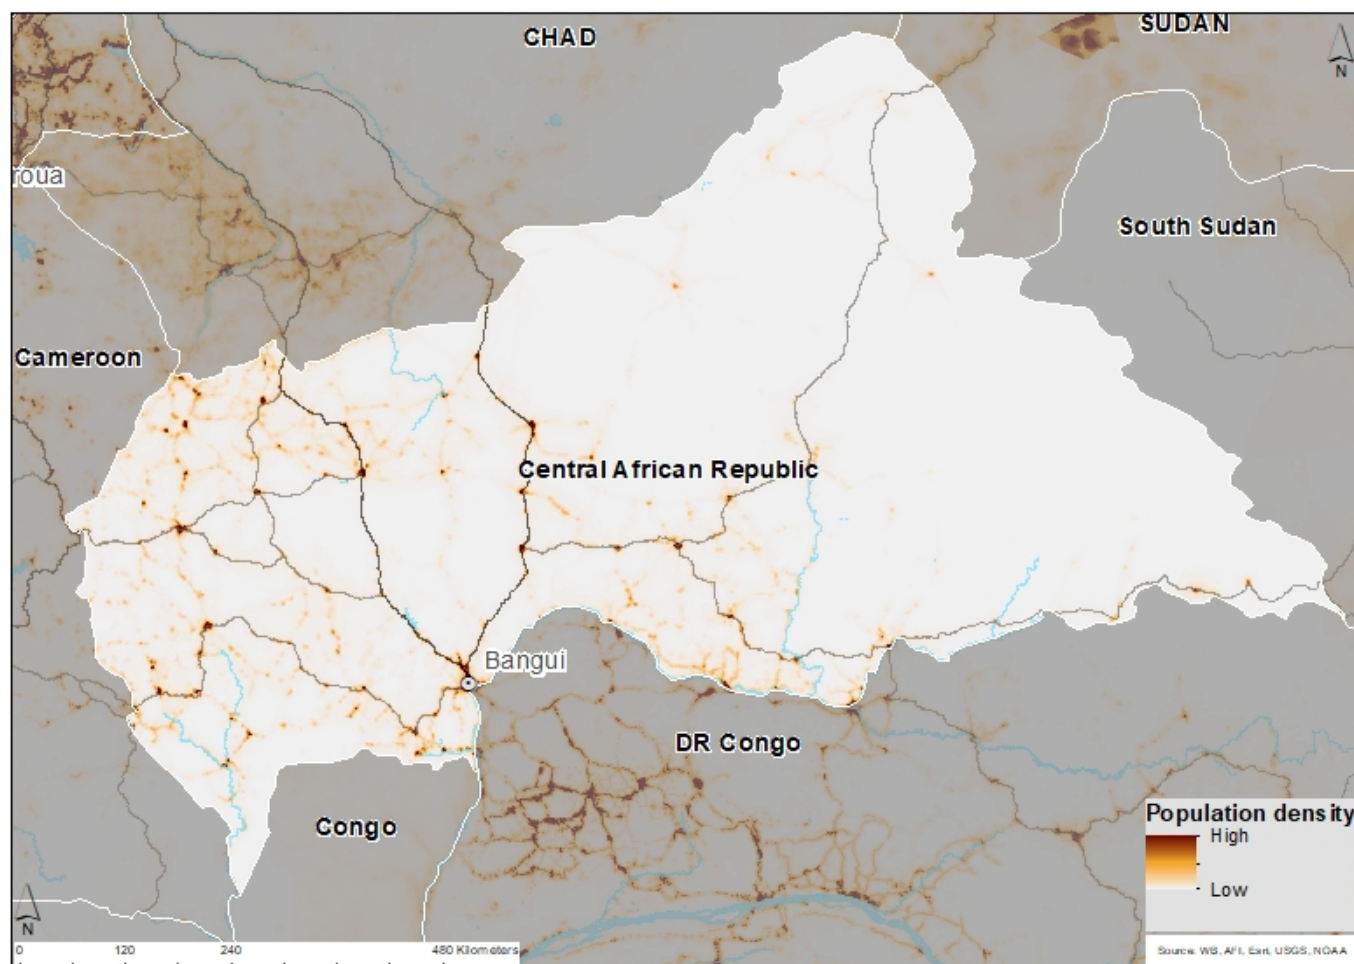 CHAD
SUDAN
N
roua
South Sudan
Cameroon
Central African Republic
Bangui
DR Congo
Congo
Population density
High
Low
N
0 120 240 480 Kilometers
Source: WB, AFI, Esri, USGS, NOAA